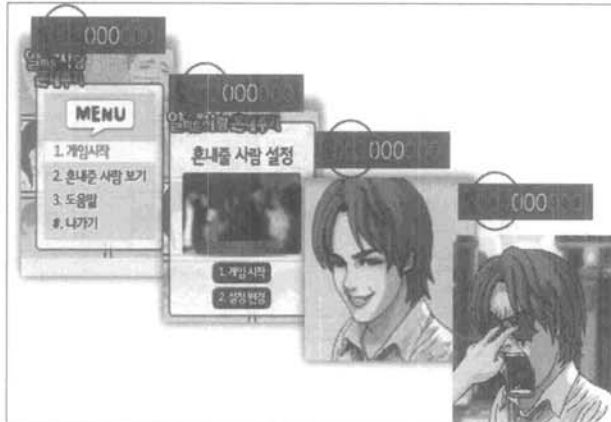 000
MENU
1. 게임시작
2. 혼내준 사람 보기
3. 도움말
#. 나가기
000
혼내줄 사람 설정
1. 게임시작
2. 설정변경
000
000